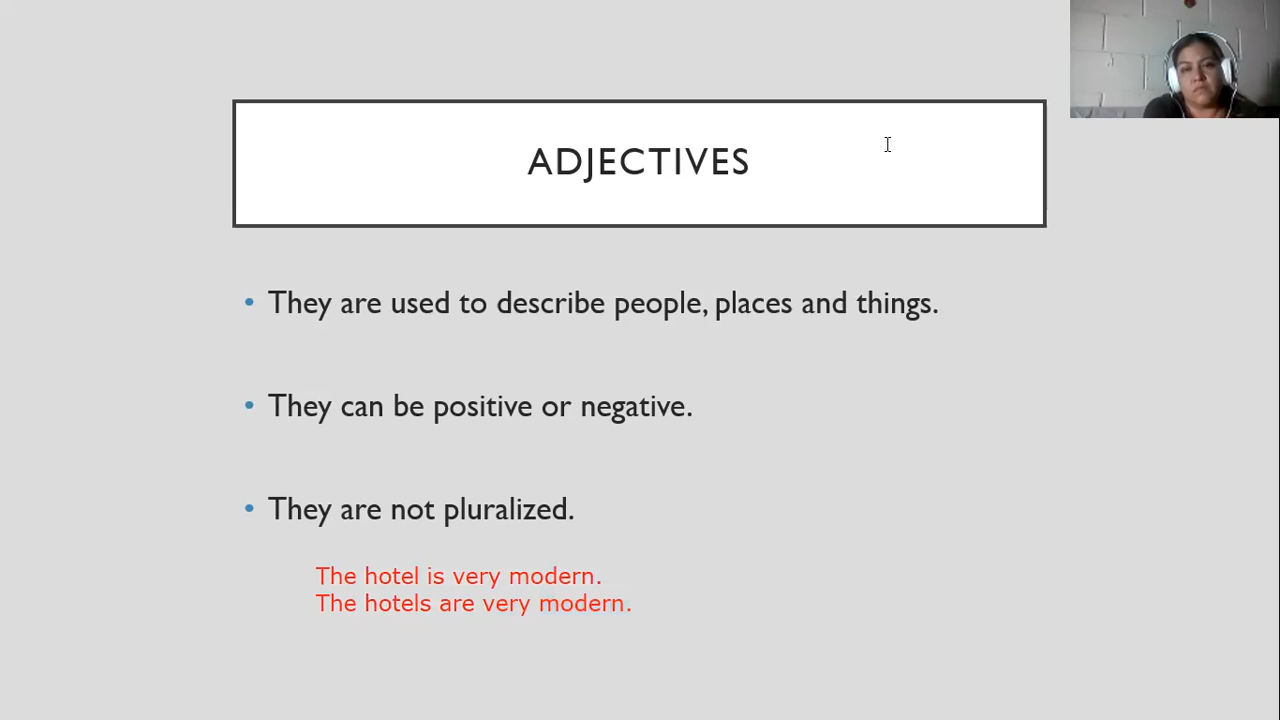 ADJECTIVES
• They are used to describe people, places and things.
• They can be positive or negative.
• They are not pluralized.
The hotel is very modern.
The hotels are very modern.